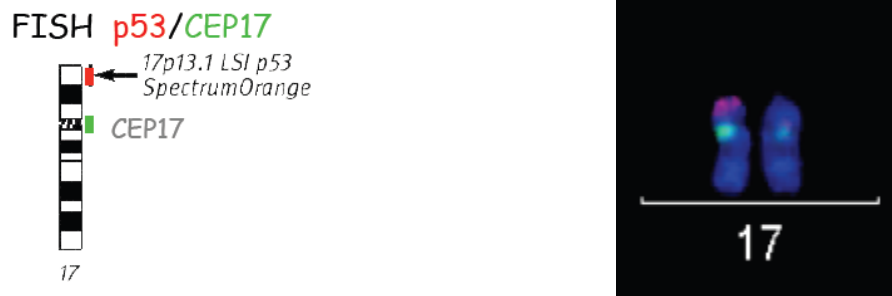 FISH p53/CEP17
17p13.1 LSI p53
SpectrumOrange
CEP17
17
17